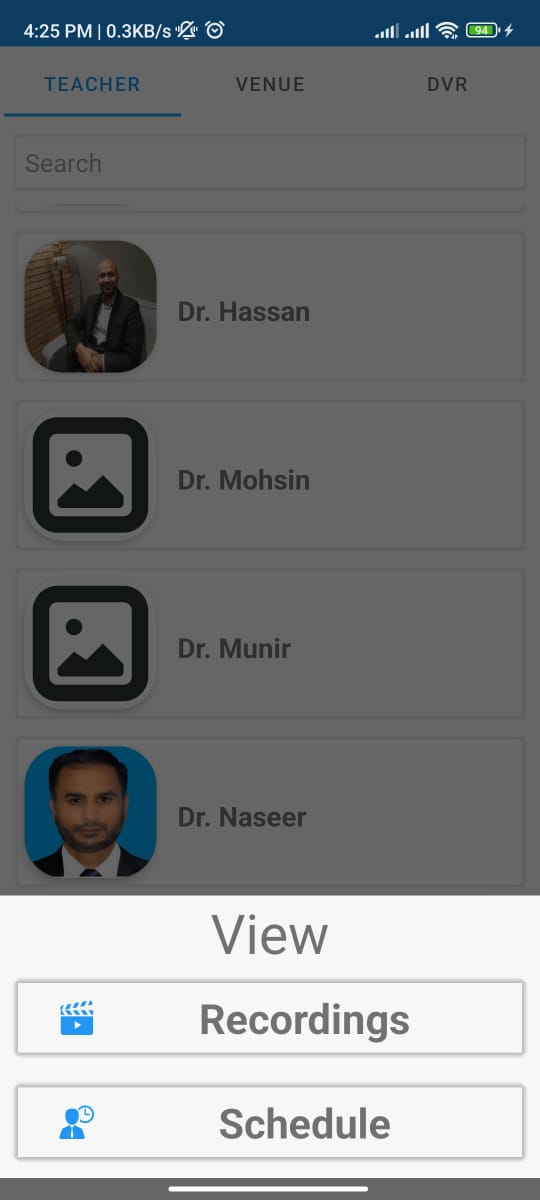 4:25 PM | 0.3KB/s
94
TEACHER VENUE DVR
Search
Dr. Hassan
Dr. Mohsin
Dr. Munir
Dr. Naseer
View
Recordings
Schedule